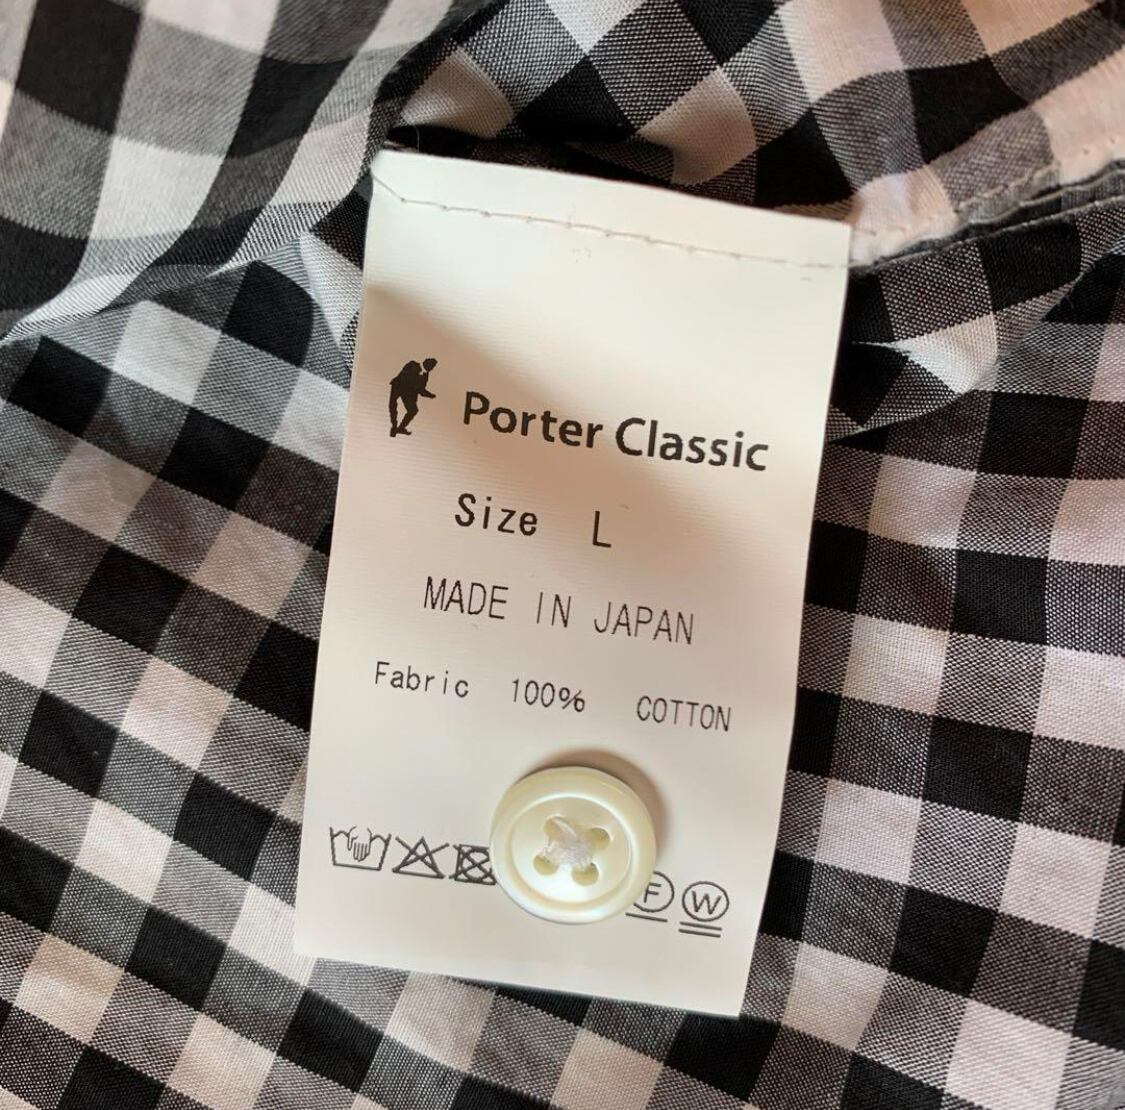 Porter Classic
Size L
MADE IN JAPAN
Fabric 100% COTTON
F W